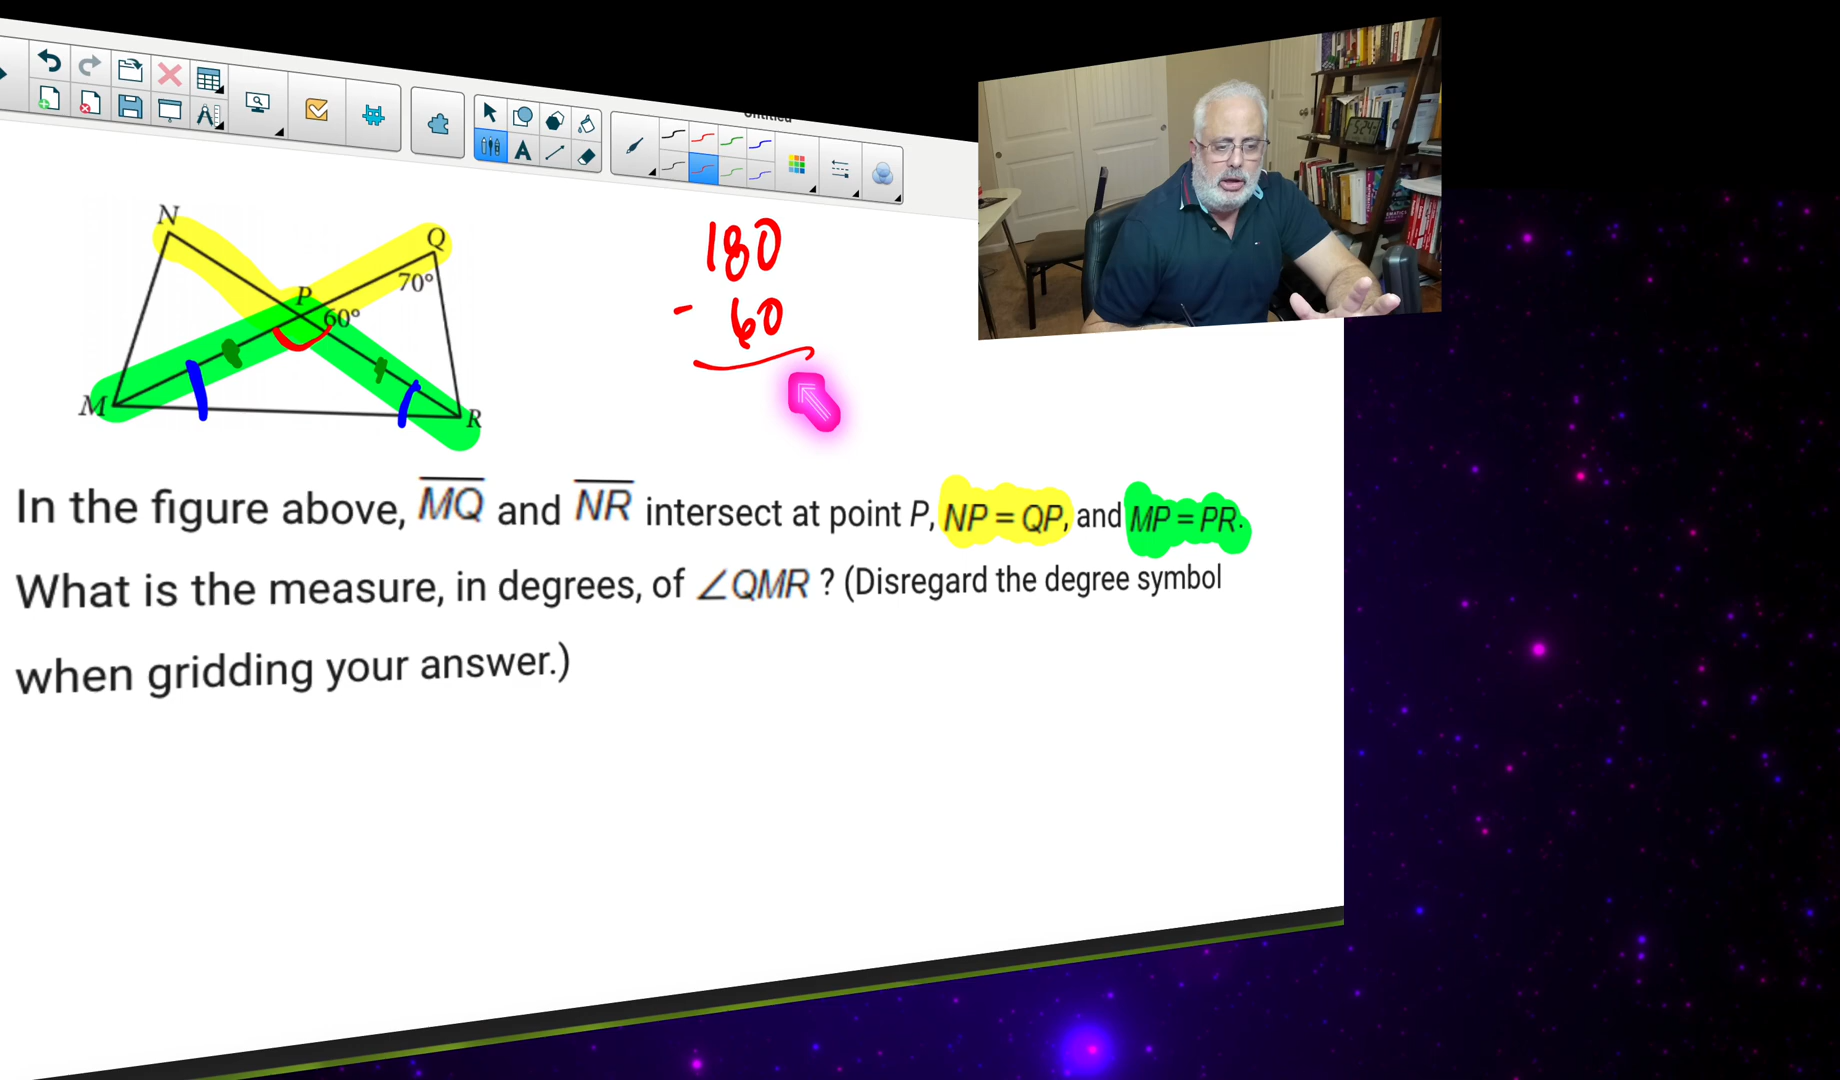 Untitled
N
Q
70°
P
60°
M
R
180
- 60
In the figure above, MQ and NR intersect at point P, NP = QP, and MP = PR.
What is the measure, in degrees, of ∠QMR ? (Disregard the degree symbol
when gridding your answer.)